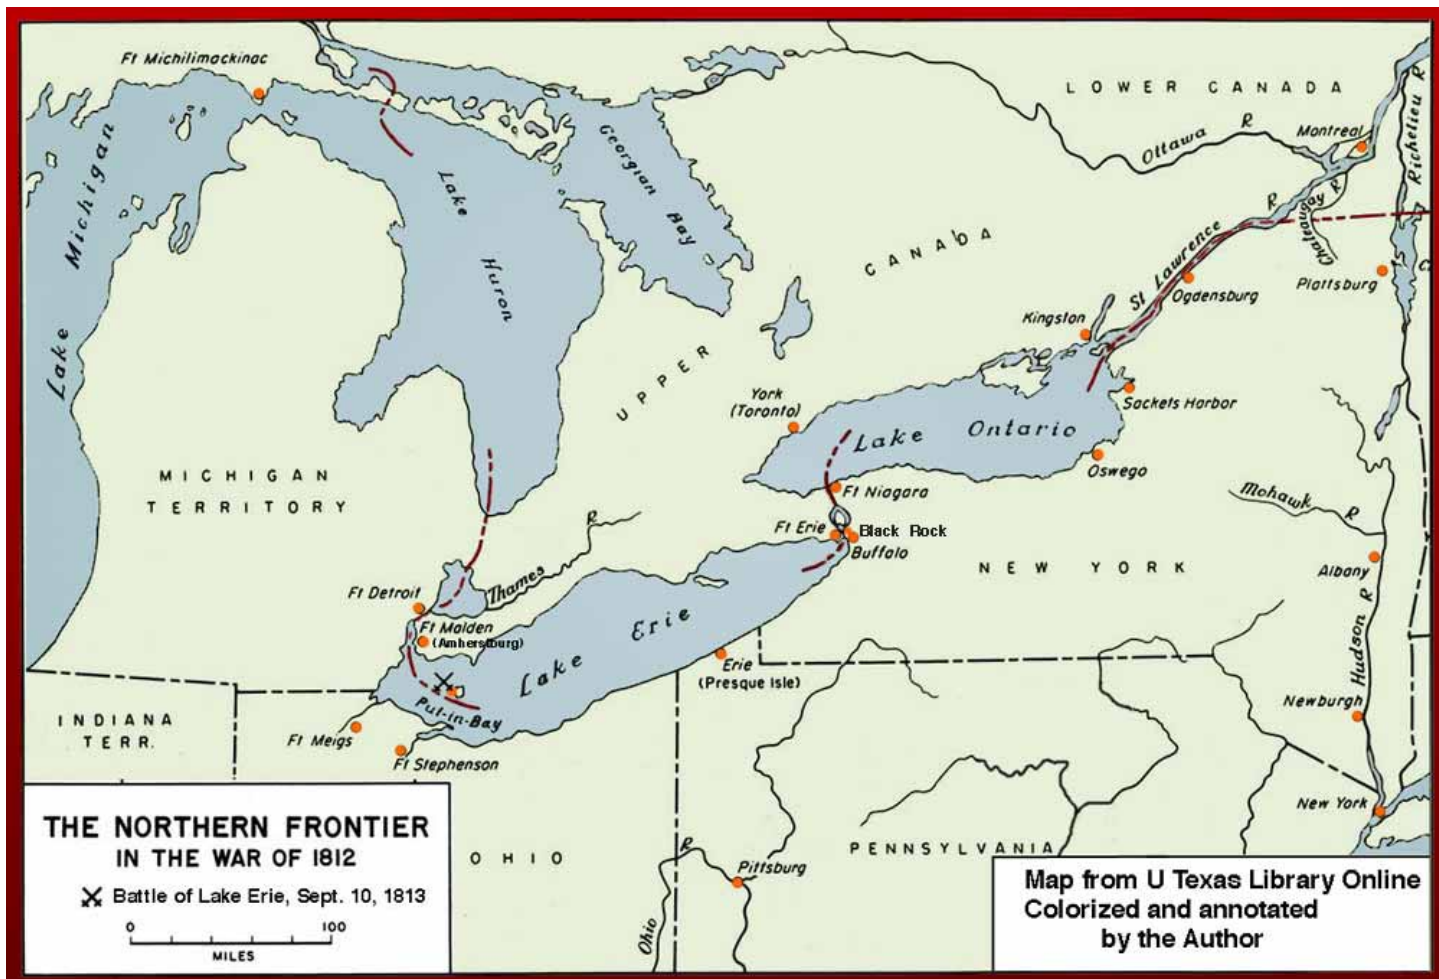 Ft Michilimackinac
LOWER CANADA
Richelieu R
Montreal
Ottawa R
Georgian Bay
Lake Michigan
Lake Huron
Chateaugay R
St Lawrence R
CANADA
Plattsburg
Ogdensburg
Kingston
UPPER
York
(Toronto)
Sackets Harbor
Lake Ontario
Oswego
MICHIGAN
TERRITORY
Ft Niagara
Mohawk R
Ft Erie
Black Rock
Buffalo
NEW YORK
Albany
Thames R
Ft Detroit
Ft Malden
(Amherstburg)
Lake Erie
Hudson R
Erie
(Presque Isle)
Put-in-Bay
Newburgh
INDIANA
TERR.
Ft Meigs
Ft Stephenson
New York
THE NORTHERN FRONTIER
IN THE WAR OF 1812
Battle of Lake Erie, Sept. 10, 1813
0 100
MILES
OHIO
Ohio R
Pittsburg
PENNSYLVANIA
Map from U Texas Library Online
Colorized and annotated
by the Author